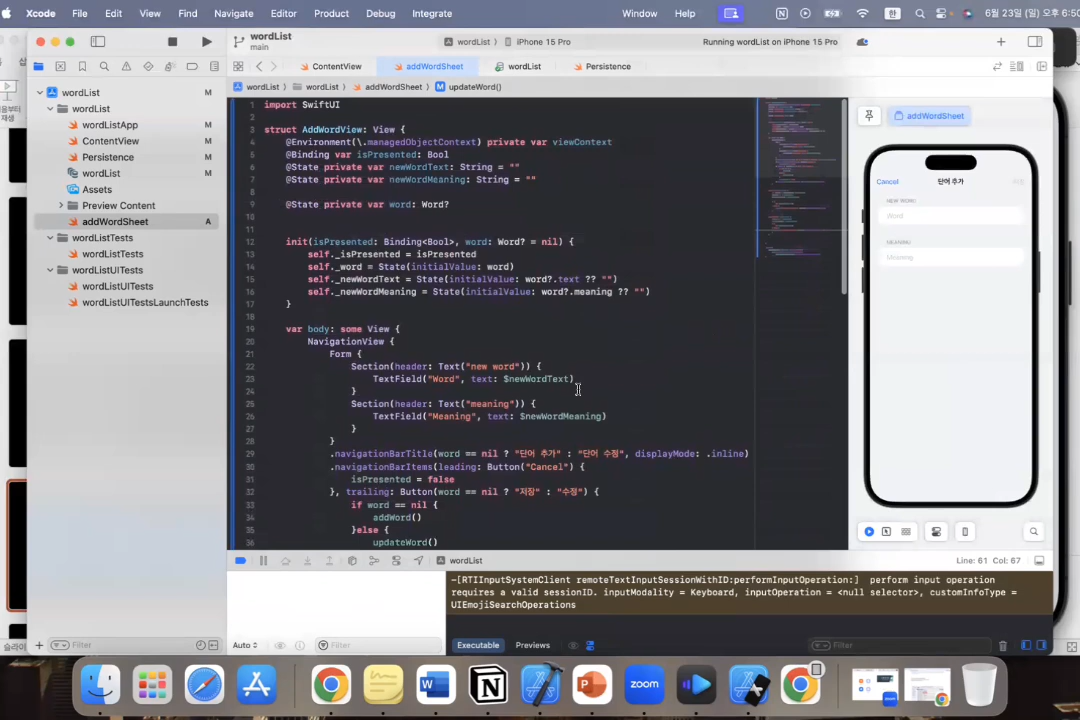 Xcode File Edit View Find Navigate Editor Product Debug Integrate Window Help 한 6월 23일 (일) 오후 6:50
wordList
main
wordList 〉 iPhone 15 Pro
Running wordList on iPhone 15 Pro
ContentView addWordSheet wordList Persistence
wordList 〉 wordList 〉 addWordSheet 〉 M updateWord()
wordList M
wordList
wordListApp M
ContentView M
Persistence M
wordList M
Assets
Preview Content
addWordSheet A
wordListTests
wordListTests
wordListUITests
wordListUITests
wordListUITestsLaunchTests
1 import SwiftUI
2
3 struct AddWordView: View {
4 @Environment(\.managedObjectContext) private var viewContext
5 @Binding var isPresented: Bool
6 @State private var newWordText: String = ""
7 @State private var newWordMeaning: String = ""
8
9 @State private var word: Word?
10
11
12 init(isPresented: Binding<Bool>, word: Word? = nil) {
13 self._isPresented = isPresented
14 self._word = State(initialValue: word)
15 self._newWordText = State(initialValue: word?.text ?? "")
16 self._newWordMeaning = State(initialValue: word?.meaning ?? "")
17 }
18
19 var body: some View {
20 NavigationView {
21 Form {
22 Section(header: Text("new word")) {
23 TextField("Word", text: $newWordText)
24 }
25 Section(header: Text("meaning")) {
26 TextField("Meaning", text: $newWordMeaning)
27 }
28 }
29 .navigationBarTitle(word == nil ? "단어 추가" : "단어 수정", displayMode: .inline)
30 .navigationBarItems(leading: Button("Cancel") {
31 isPresented = false
32 }, trailing: Button(word == nil ? "저장" : "수정") {
33 if word == nil {
34 addWord()
35 }else {
36 updateWord()
addWordSheet
Cancel 단어 추가 저장
NEW WORD
Word
MEANING
Meaning
wordList
Line: 61 Col: 67
-[RTIInputSystemClient remoteTextInputSessionWithID:performInputOperation:] perform input operation
requires a valid sessionID. inputModality = Keyboard, inputOperation = <null selector>, customInfoType =
UIEmojiSearchOperations
Filter
Auto
Filter
Executable Previews
Filter
zoom